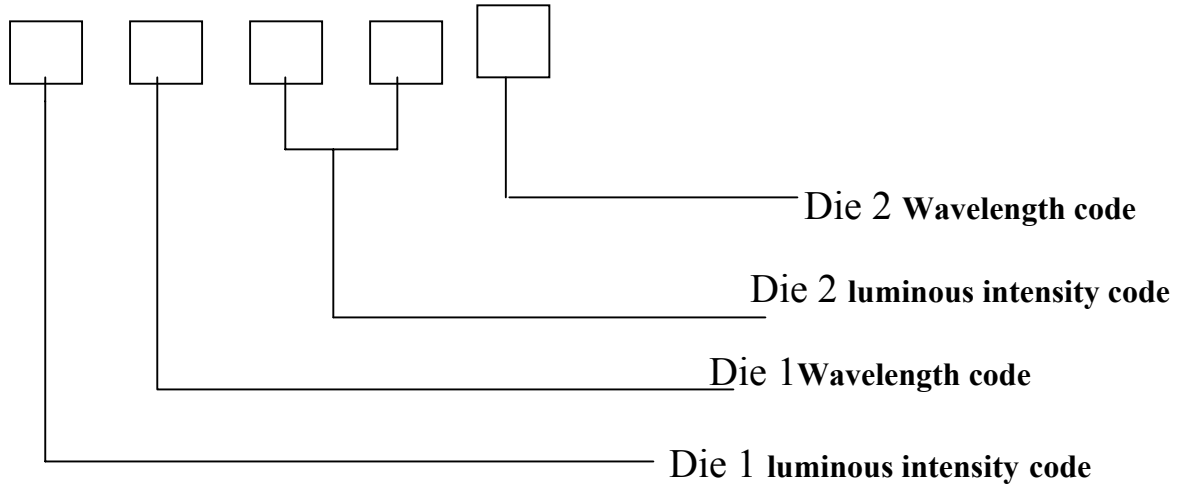 Die 2 Wavelength code
Die 2 luminous intensity code
Die 1Wavelength code
Die 1 luminous intensity code